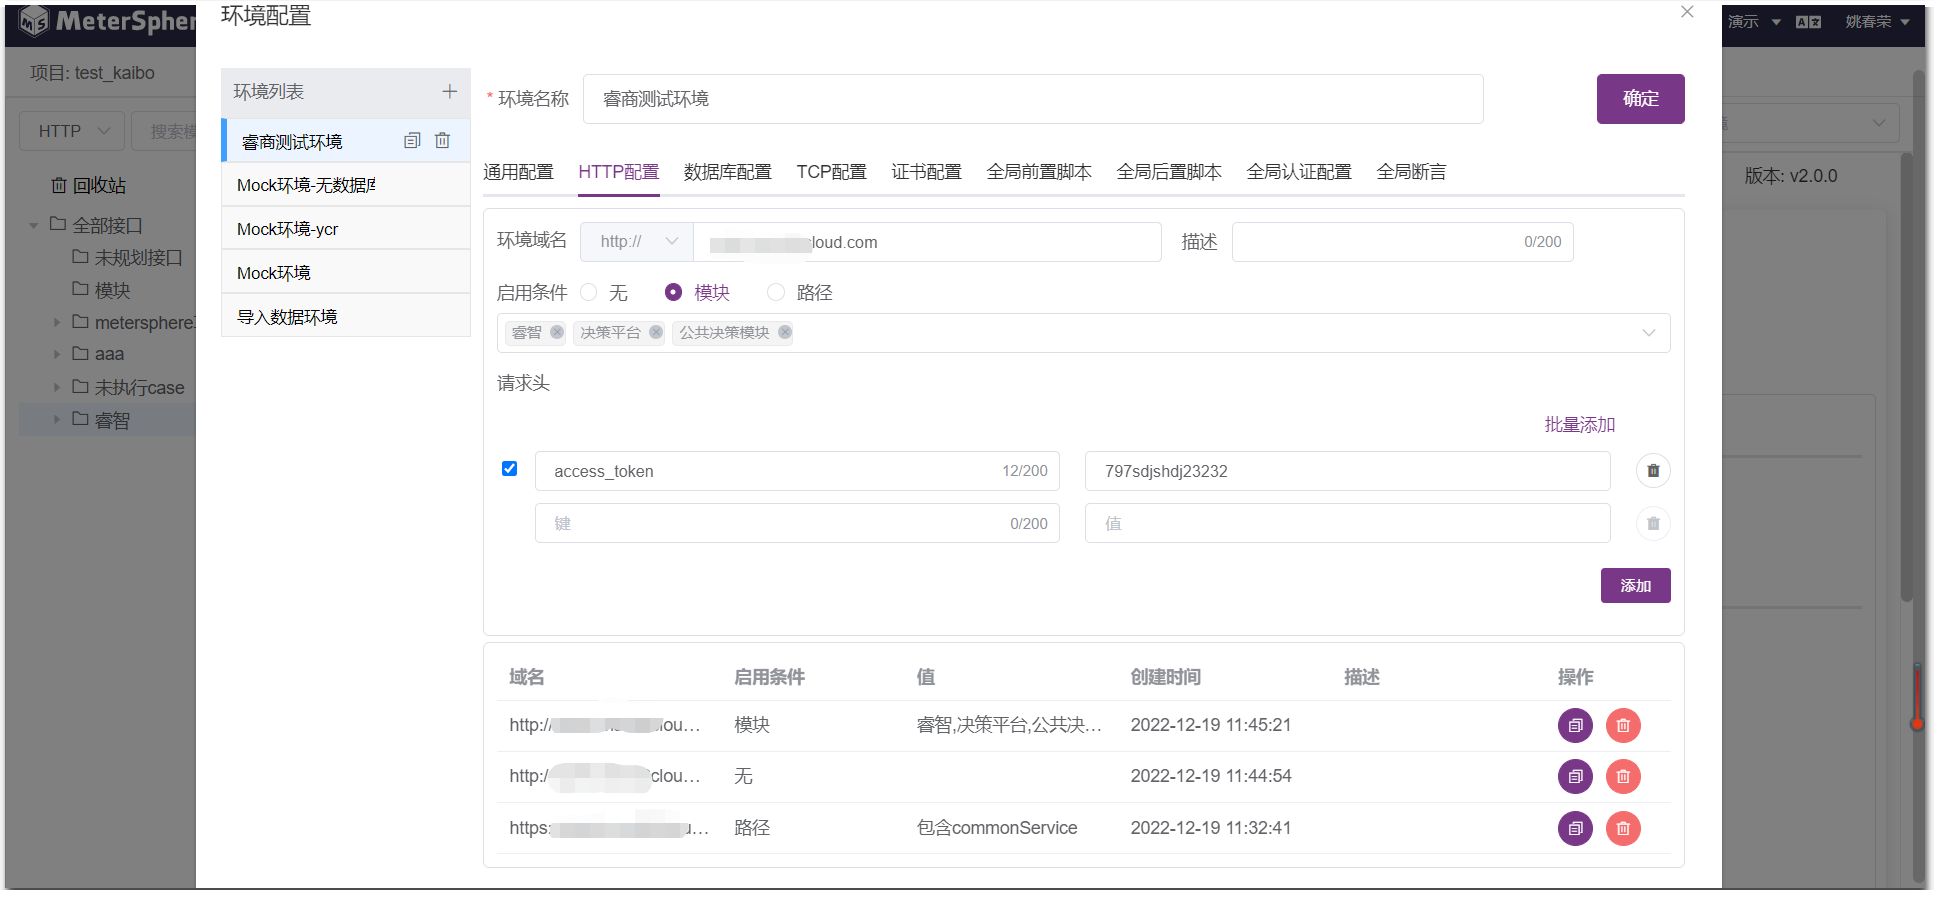 MeterSpher
环境配置
演示
姚春荣
项目: test_kaibo
环境列表
* 环境名称
睿商测试环境
确定
HTTP
搜索模
睿商测试环境
回收站
Mock环境-无数据库
通用配置
HTTP配置
数据库配置
TCP配置
证书配置
全局前置脚本
全局后置脚本
全局认证配置
全局断言
版本: v2.0.0
全部接口
Mock环境-ycr
环境域名
http://
loud.com
描述
0/200
未规划接口
Mock环境
模块
启用条件
无
模块
路径
导入数据环境
metersphere
睿智
决策平台
公共决策模块
aaa
请求头
未执行case
睿智
批量添加
access_token
12/200
797sdjshdj23232
键
0/200
值
添加
域名
启用条件
值
创建时间
描述
操作
http://
lou...
模块
睿智,决策平台,公共决...
2022-12-19 11:45:21
http:/
clou...
无
2022-12-19 11:44:54
https:
u...
路径
包含commonService
2022-12-19 11:32:41